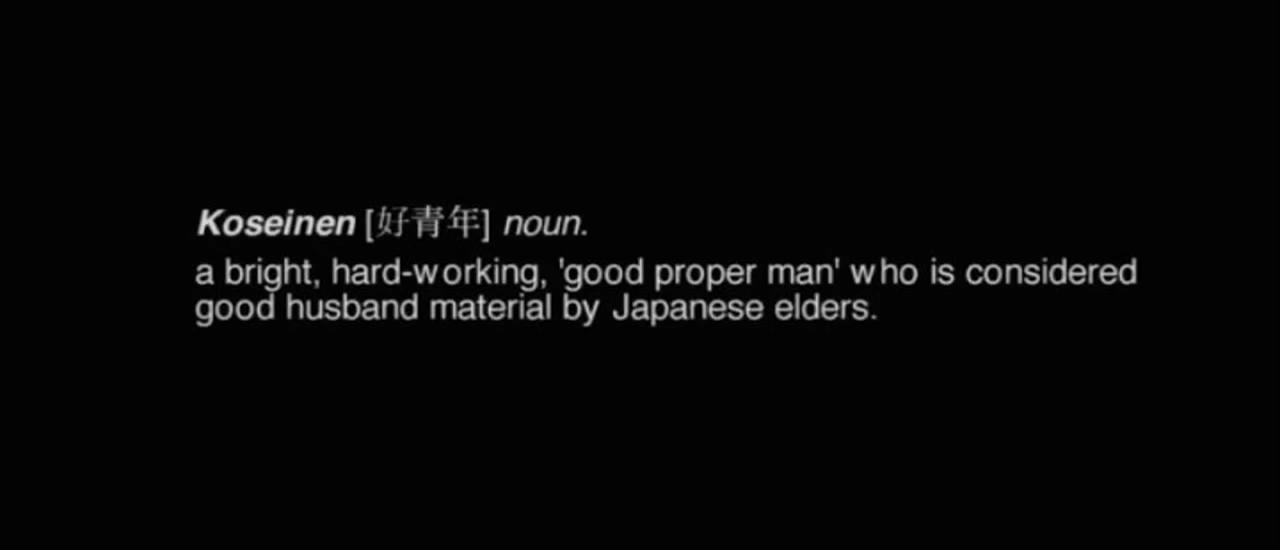 Koseinen [好青年] noun.
a bright, hard-working, 'good proper man' who is considered
good husband material by Japanese elders.